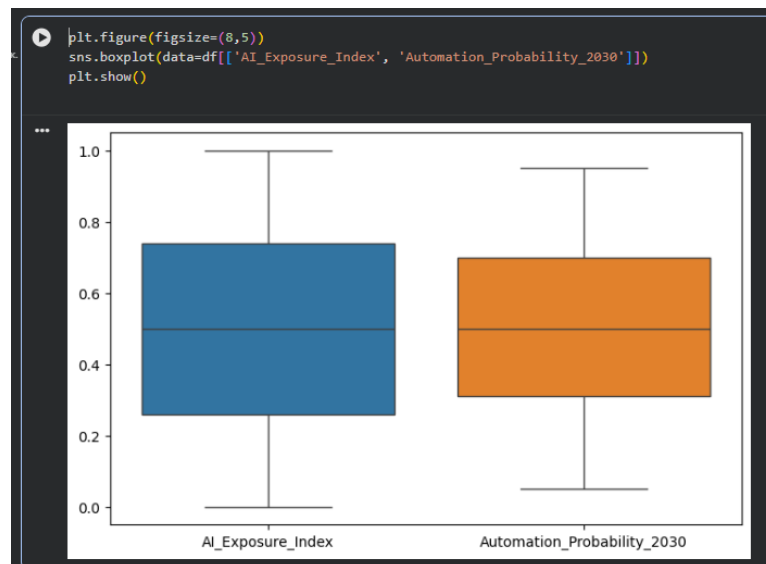 plt.figure(figsize=(8,5))
sns.boxplot(data=df[['AI_Exposure_Index', 'Automation_Probability_2030']])
plt.show()
1.0
0.8
0.6
0.4
0.2
0.0
AI_Exposure_Index
Automation_Probability_2030